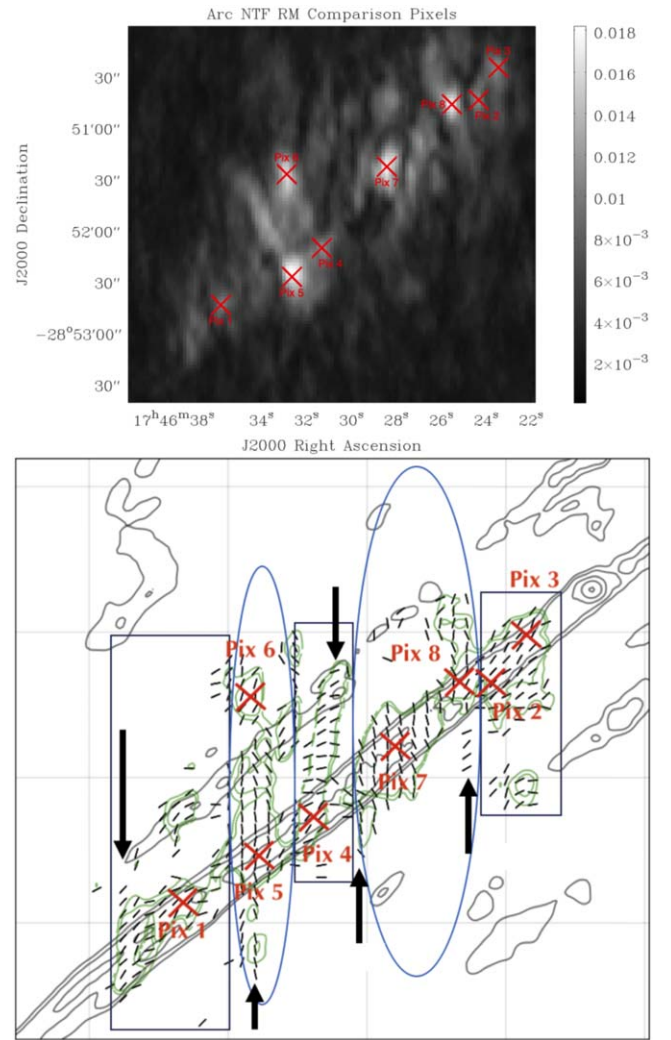 Arc NTF RM Comparison Pixels
J2000 Declination
30"
51'00"
30"
52'00"
30"
−28°53'00"
30"
0.018
0.016
0.014
0.012
0.01
8×10⁻³
6×10⁻³
4×10⁻³
2×10⁻³
Pix 3
Pix 8
Pix 2
Pix 6
Pix 7
Pix 4
Pix 5
Pix 1
17ʰ46ᵐ38ˢ 34ˢ 32ˢ 30ˢ 28ˢ 26ˢ 24ˢ 22ˢ
J2000 Right Ascension
Pix 3
Pix 6
Pix 8
Pix 2
Pix 7
Pix 4
Pix 5
Pix 1